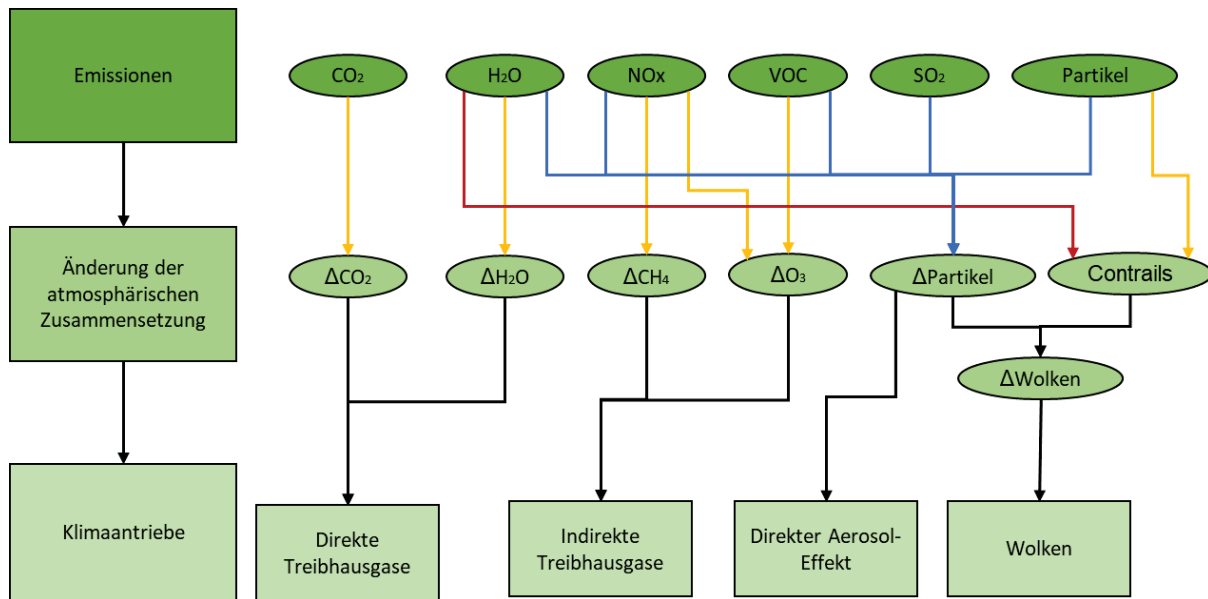 Emissionen
CO₂
H₂O
NOx
VOC
SO₂
Partikel
Änderung der
atmosphärischen
Zusammensetzung
ΔCO₂
ΔH₂O
ΔCH₄
ΔO₃
ΔPartikel
Contrails
ΔWolken
Klimaantriebe
Direkte
Treibhausgase
Indirekte
Treibhausgase
Direkter Aerosol-
Effekt
Wolken